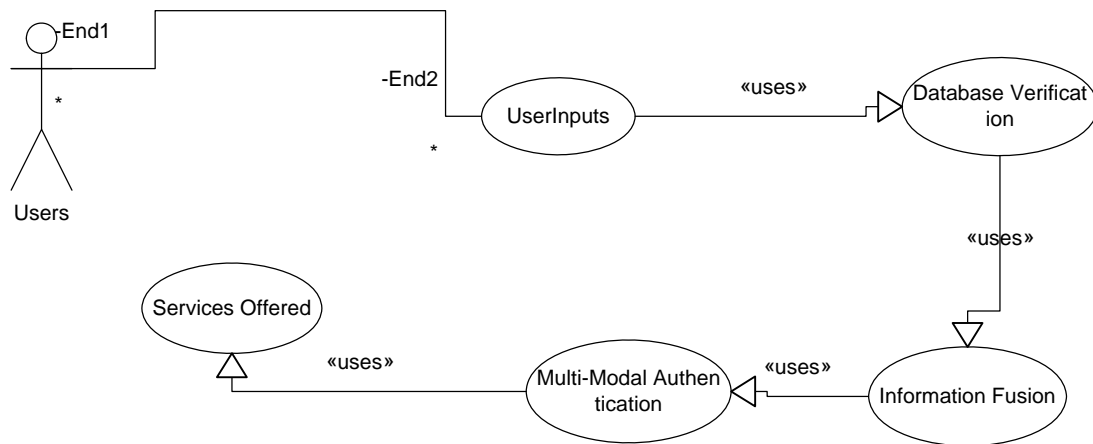 -End1
*
Users
-End2
*
UserInputs
«uses»
Database Verificat
ion
«uses»
Services Offered
«uses»
Multi-Modal Authen
tication
«uses»
Information Fusion